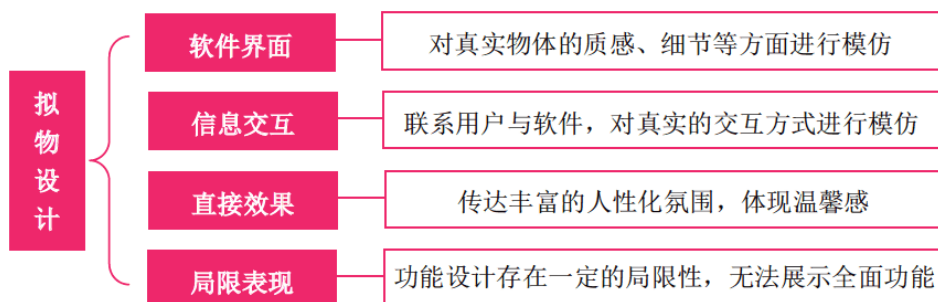 拟物设计
软件界面
对真实物体的质感、细节等方面进行模仿
信息交互
联系用户与软件，对真实的交互方式进行模仿
直接效果
传达丰富的人性化氛围，体现温馨感
局限表现
功能设计存在一定的局限性，无法展示全面功能